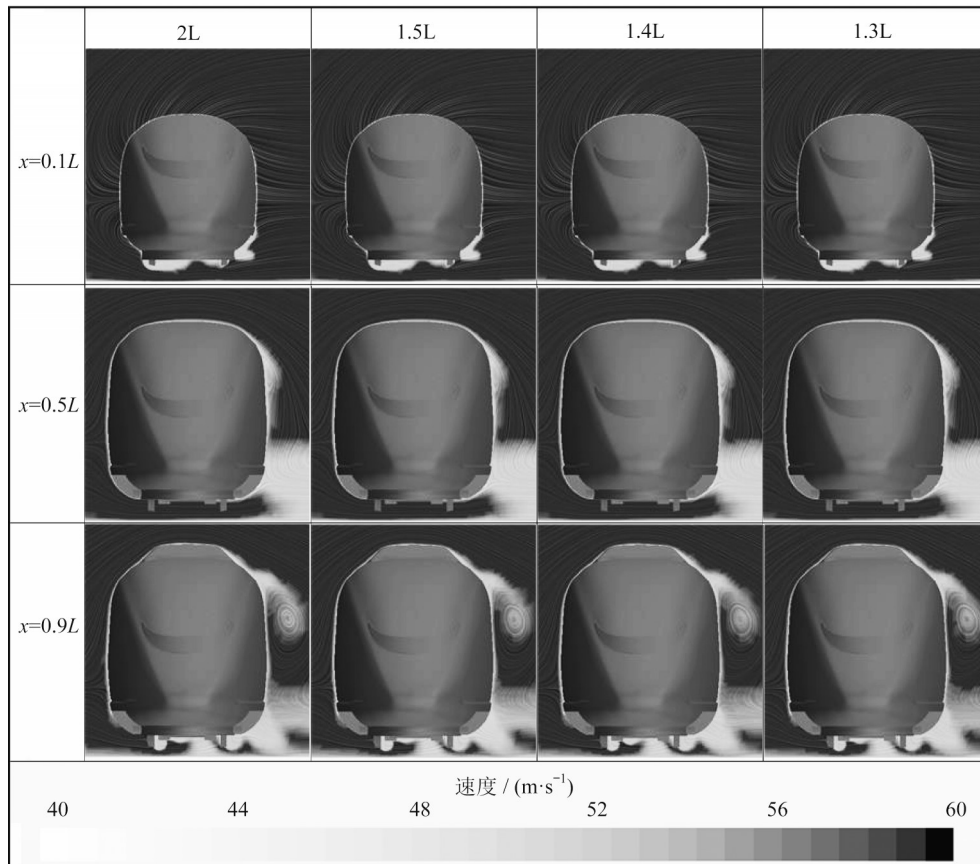 2L 1.5L 1.4L 1.3L
x=0.1L
x=0.5L
x=0.9L
速度 / (m·s⁻¹)
40 44 48 52 56 60